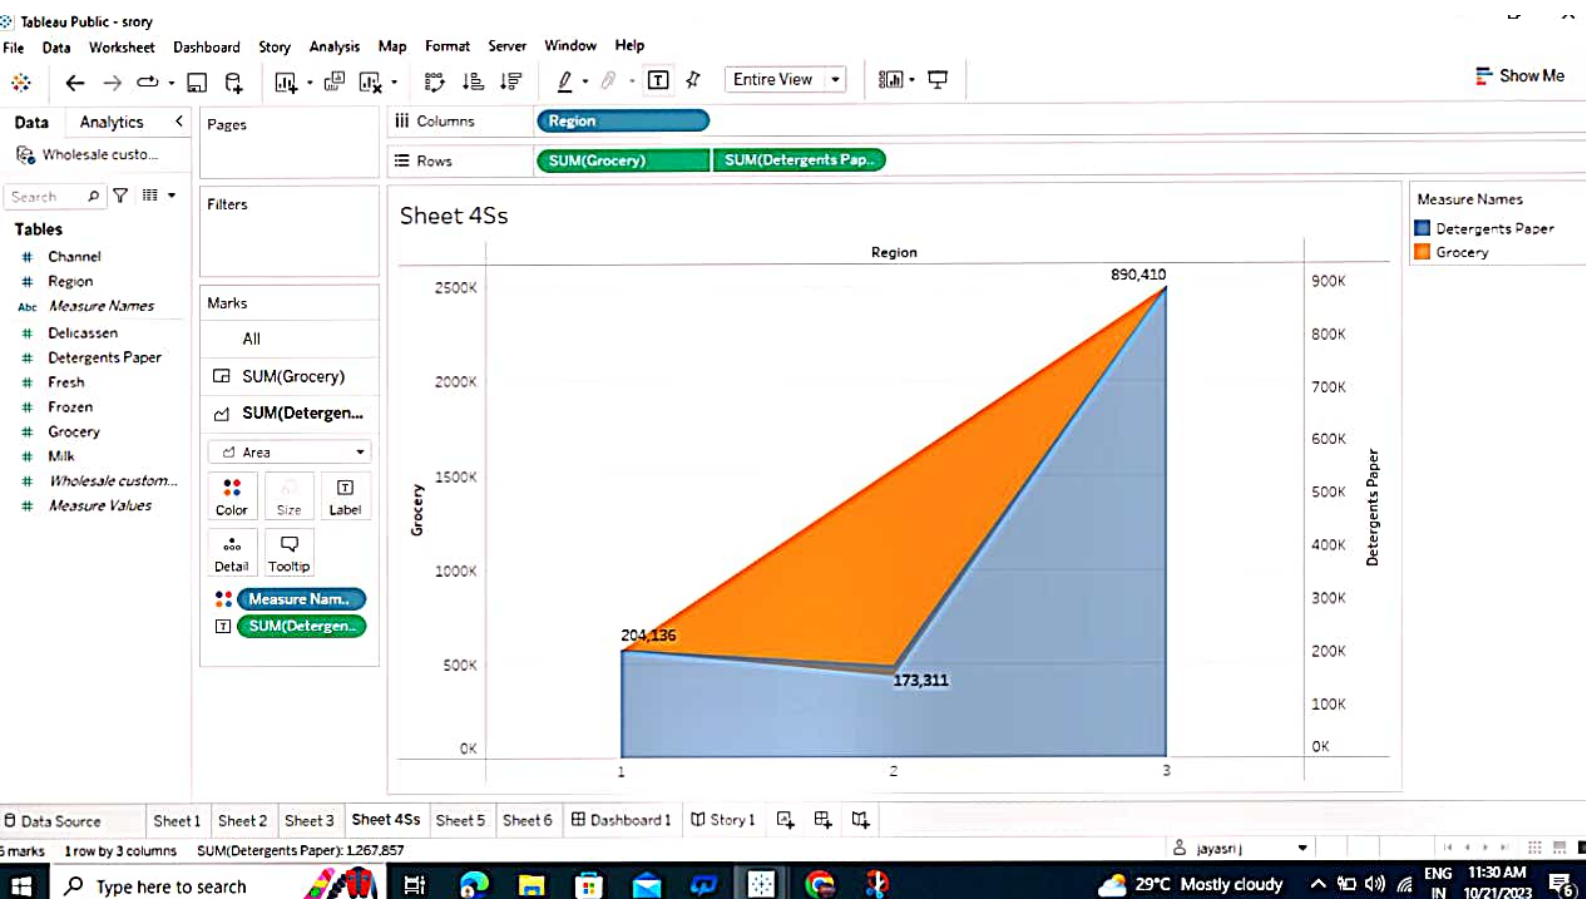 Tableau Public - srory
File Data Worksheet Dashboard Story Analysis Map Format Server Window Help
Entire View
Show Me
Data Analytics
Pages
Columns Region
Wholesale custo...
Rows SUM(Grocery) SUM(Detergents Pap..
Search
Filters
Sheet 4Ss
Measure Names
Detergents Paper
Grocery
Tables
# Channel
# Region
Abc Measure Names
# Delicassen
# Detergents Paper
# Fresh
# Frozen
# Grocery
# Milk
# Wholesale custom...
# Measure Values
Marks
All
SUM(Grocery)
SUM(Detergen...
Area
Color Size Label
Detail Tooltip
Measure Nam..
SUM(Detergen..
Region
2500K
2000K
1500K
1000K
500K
0K
Grocery
890,410
204,136
173,311
900K
800K
700K
600K
500K
400K
300K
200K
100K
0K
Detergents Paper
1 2 3
Data Source Sheet 1 Sheet 2 Sheet 3 Sheet 4Ss Sheet 5 Sheet 6 Dashboard 1 Story 1
marks 1 row by 3 columns SUM(Detergents Paper): 1,267,857
jayasri j
Type here to search
29°C Mostly cloudy
ENG
IN
11:30 AM
10/21/2023
6